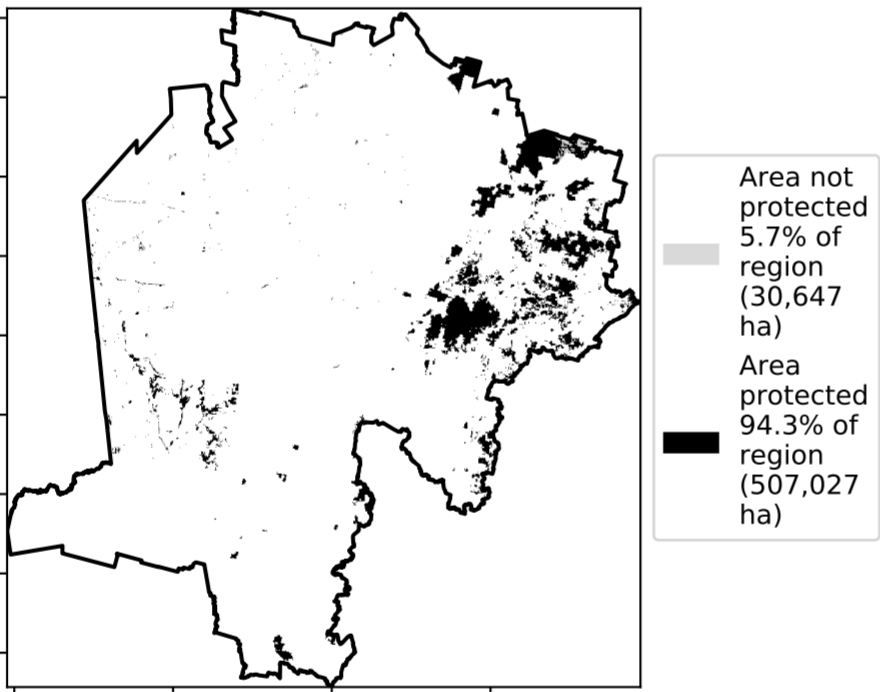 Area not
protected
5.7% of
region
(30,647
ha)
Area
protected
94.3% of
region
(507,027
ha)